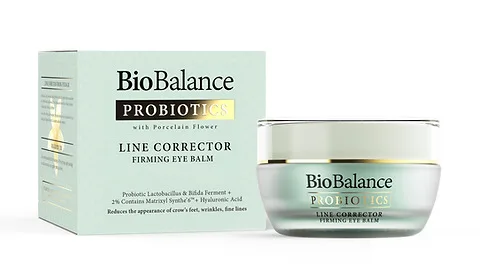 BioBalance
PROBIOTICS
with Porcelain Flower
LINE CORRECTOR
FIRMING EYE BALM
Probiotic Lactobacillus & Bifida Ferment +
2% Contains Matrixyl Synthe'6™+ Hyaluronic Acid
Reduces the appearance of crow's feet, wrinkles, fine lines
BioBalance
PROBIOTICS
LINE CORRECTOR
FIRMING EYE BALM